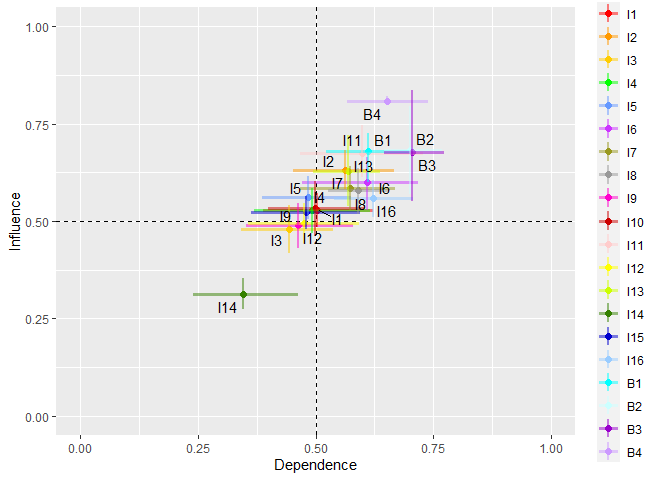 1.00
0.75
0.50
0.25
0.00
Influence
0.00
0.25
0.50
0.75
1.00
Dependence
B4
I11
B1
B2
B3
I2
I13
I7
I6
I5
I4
I8
I16
I9
I1
I3
I12
I14
I1
I2
I3
I4
I5
I6
I7
I8
I9
I10
I11
I12
I13
I14
I15
I16
B1
B2
B3
B4